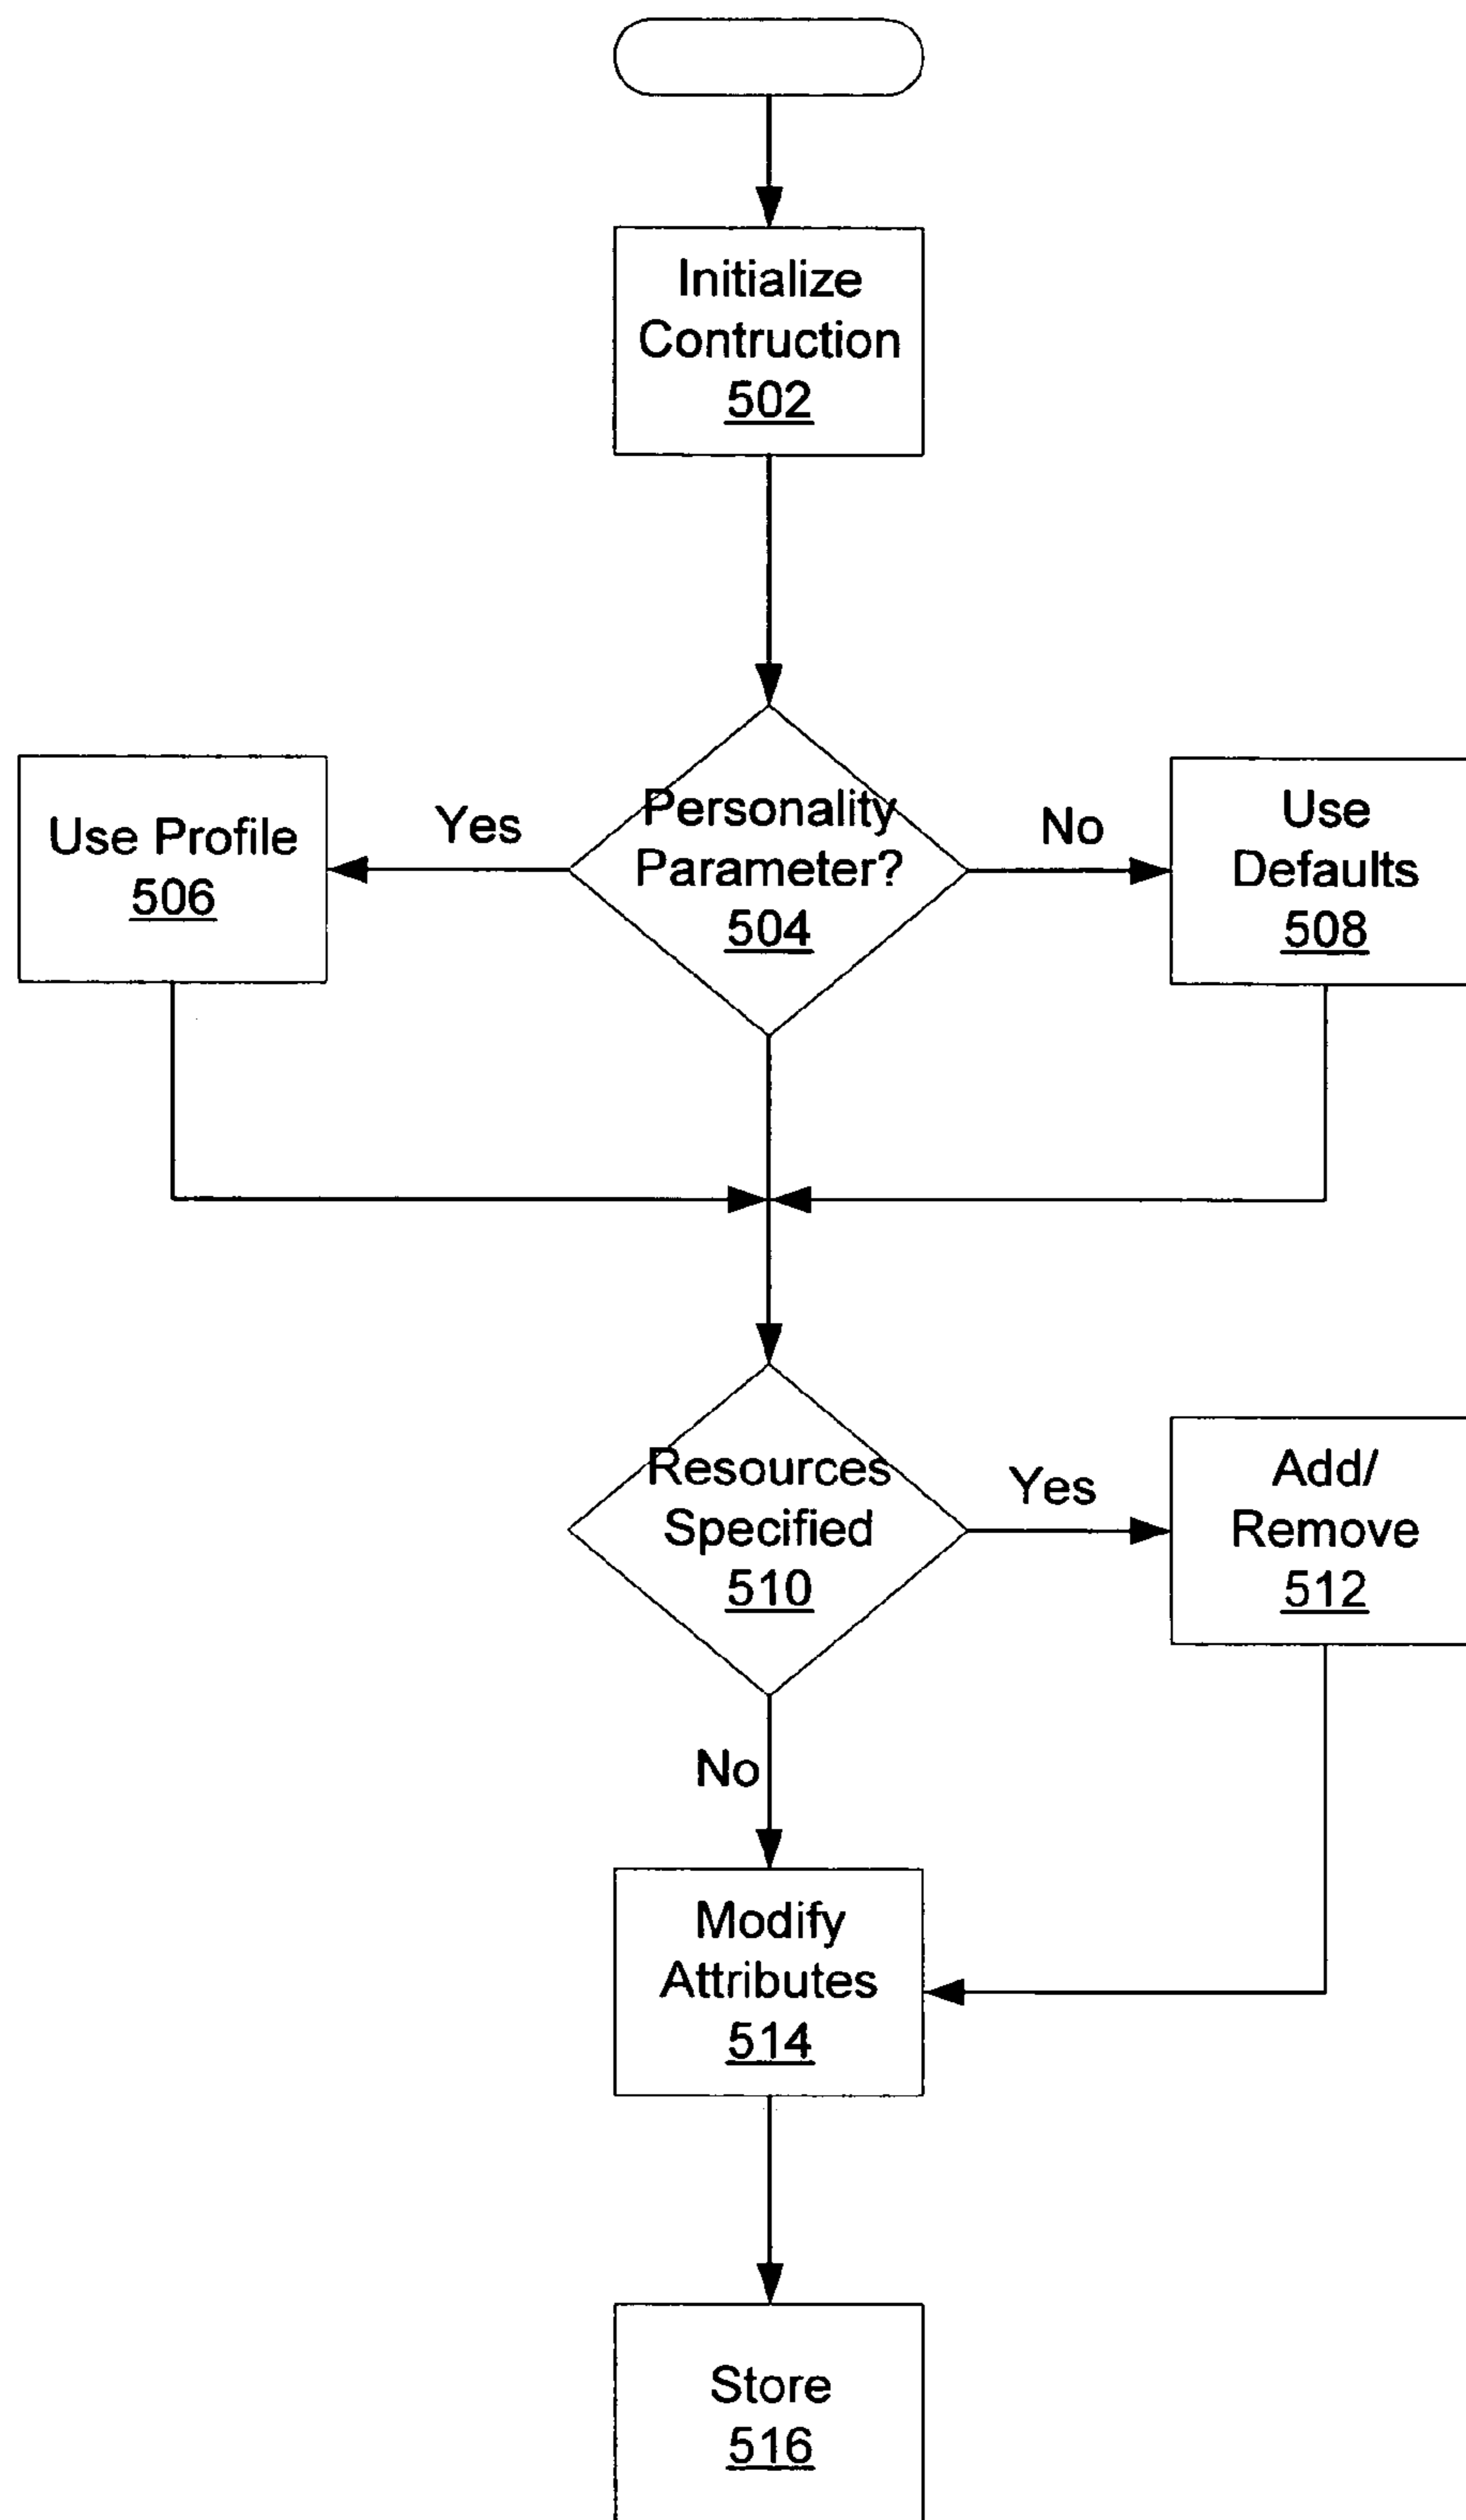 Initialize
Contruction
502
Personality
Parameter?
504
Yes
Use Profile
506
No
Use
Defaults
508
Resources
Specified
510
Yes
Add/
Remove
512
No
Modify
Attributes
514
Store
516